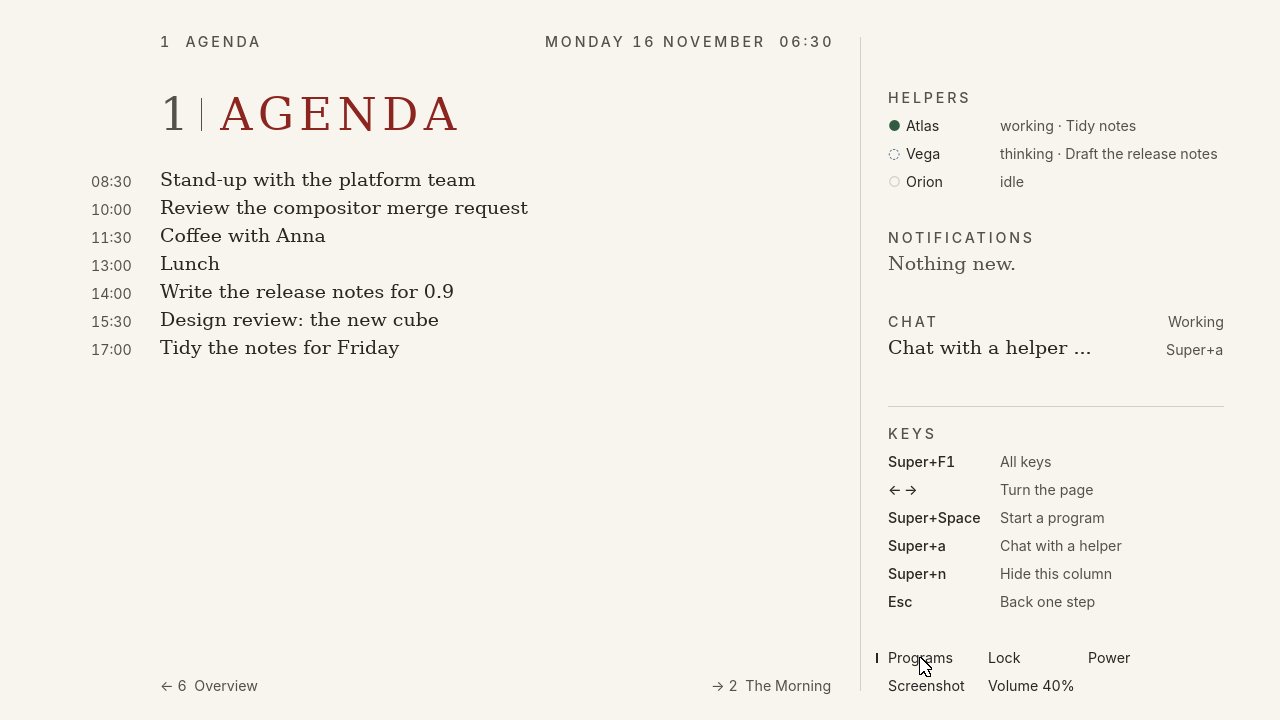 1 AGENDA
MONDAY 16 NOVEMBER 06:30
1 AGENDA
08:30 Stand-up with the platform team
10:00 Review the compositor merge request
11:30 Coffee with Anna
13:00 Lunch
14:00 Write the release notes for 0.9
15:30 Design review: the new cube
17:00 Tidy the notes for Friday
← 6 Overview
→ 2 The Morning
HELPERS
Atlas working · Tidy notes
Vega thinking · Draft the release notes
Orion idle
NOTIFICATIONS
Nothing new.
CHAT Working
Chat with a helper ... Super+a
KEYS
Super+F1 All keys
← → Turn the page
Super+Space Start a program
Super+a Chat with a helper
Super+n Hide this column
Esc Back one step
Programs Lock Power
Screenshot Volume 40%